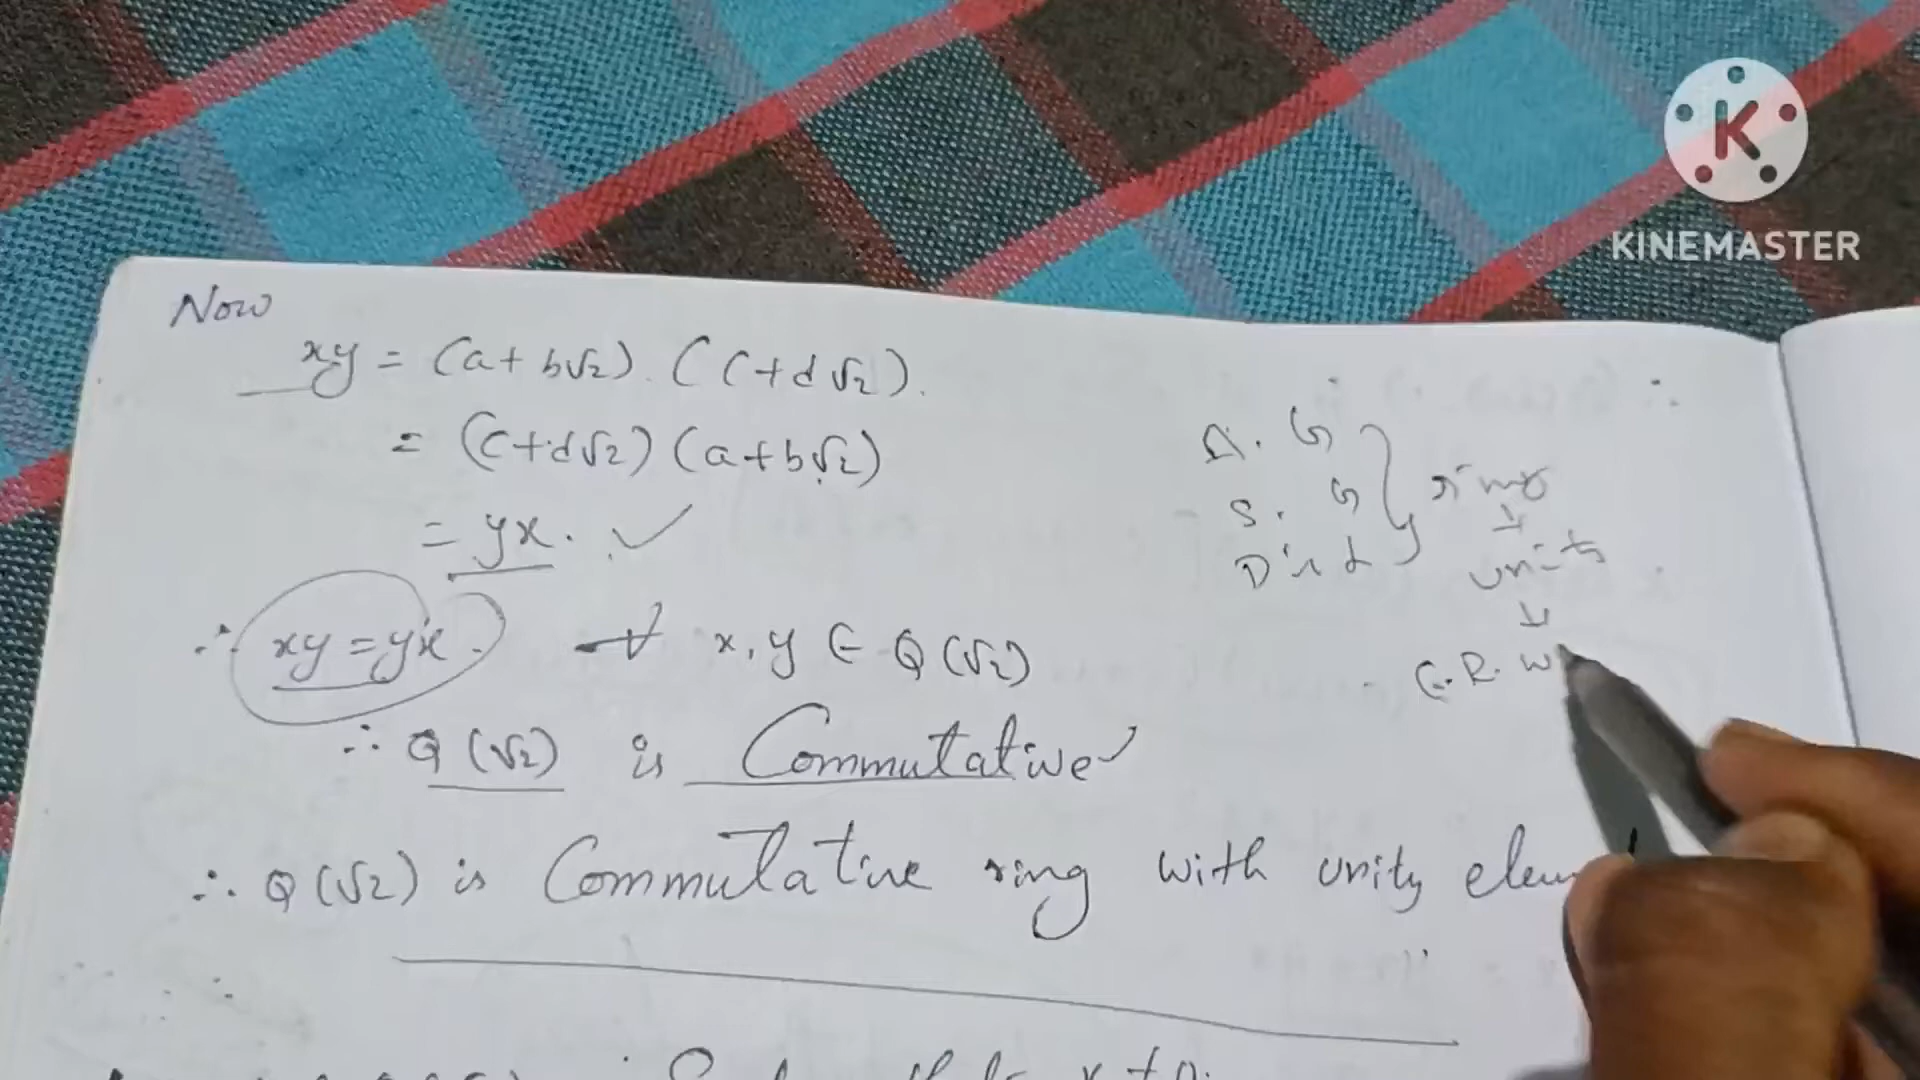 KINEMASTER
Now
xy = (a+b√2).(c+d√2).
= (c+d√2)(a+b√2)
= yx. ✓
∴ xy = yx. ∀ x,y ∈ Q(√2)
∴ Q(√2) is Commutative
∴ Q(√2) is Commutative ring with unity
A. G
S. G
ring
↓
unity
↓
C.R. w